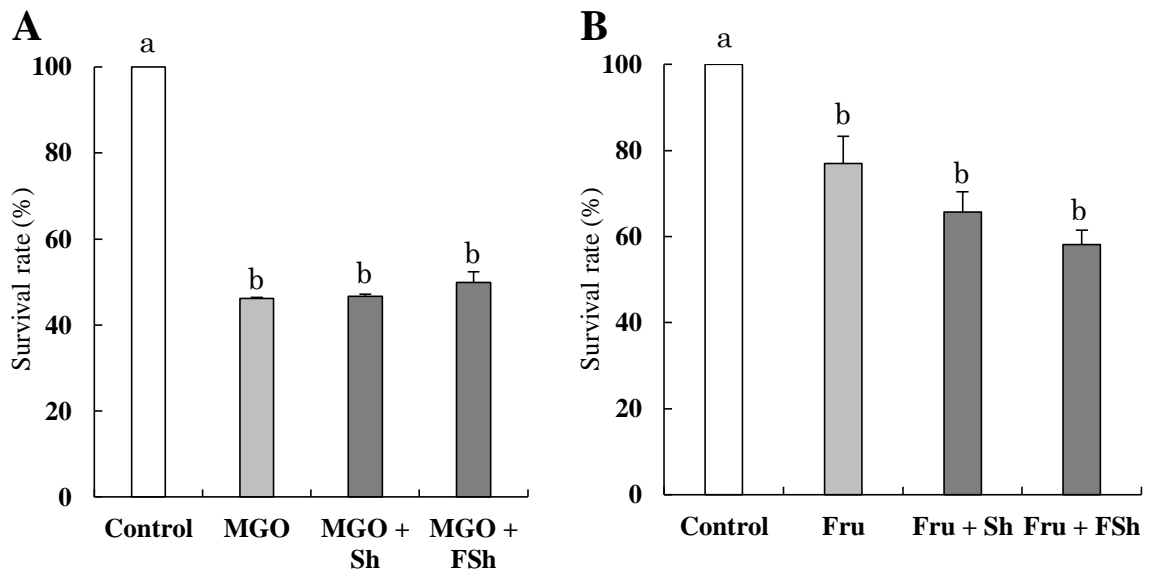 A
a
100
80
60
40
20
0
Survival rate (%)
b
b
b
Control
MGO
MGO +
Sh
MGO +
FSh
B
a
100
80
60
40
20
0
Survival rate (%)
b
b
b
Control
Fru
Fru + Sh
Fru + FSh